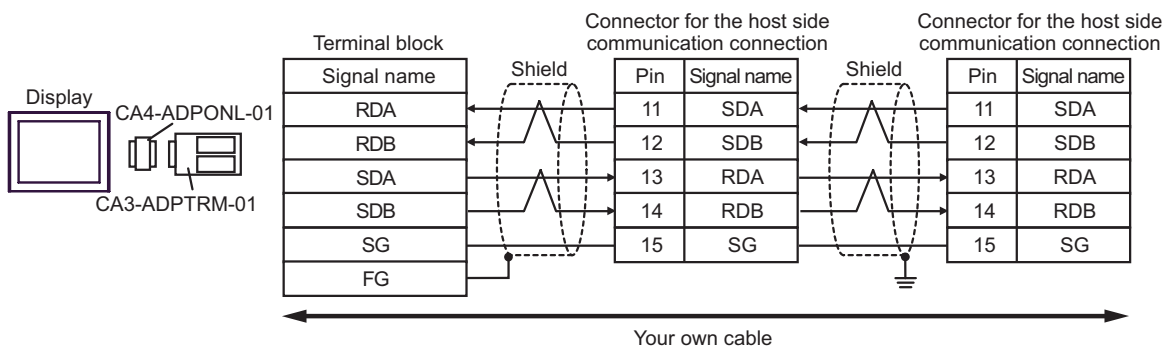 Display
CA4-ADPONL-01
CA3-ADPTRM-01
Terminal block
Signal name
RDA
RDB
SDA
SDB
SG
FG
Shield
Connector for the host side
communication connection
Pin Signal name
11 SDA
12 SDB
13 RDA
14 RDB
15 SG
Shield
Connector for the host side
communication connection
Pin Signal name
11 SDA
12 SDB
13 RDA
14 RDB
15 SG
Your own cable